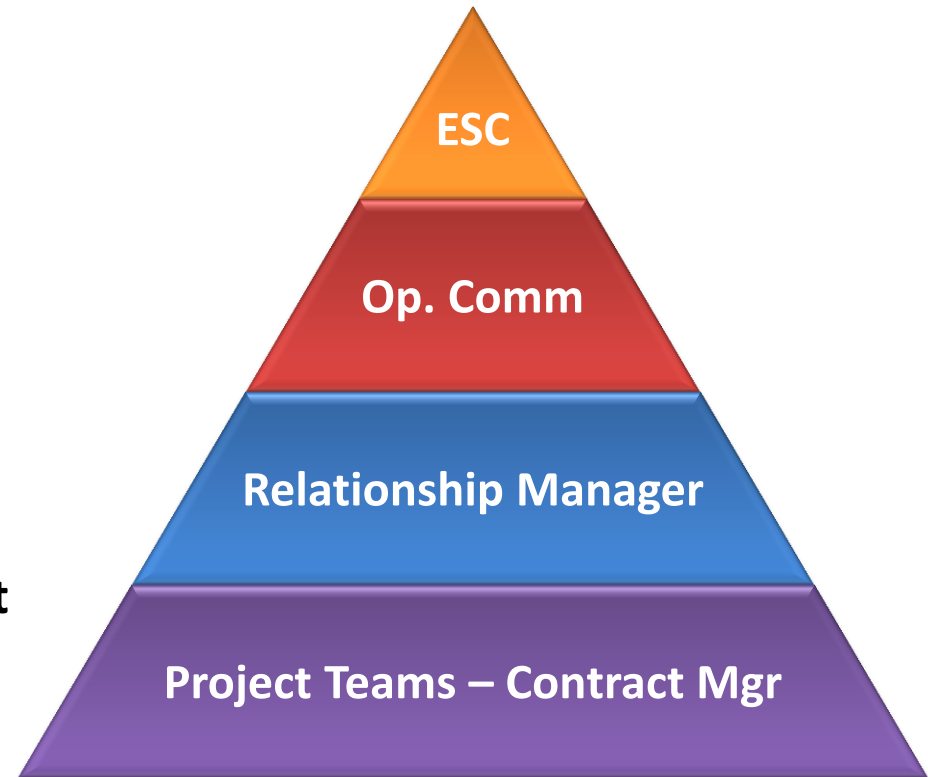 ESC
Op. Comm
Relationship Manager
t
Project Teams – Contract Mgr